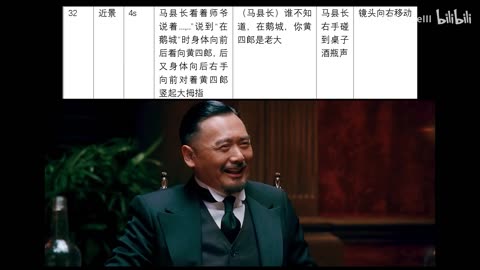 32
近景
4s
马县长看着师爷
说着……“说到“在
鹅城”时身体向前
后看向黄四郎，后
又身体向后右手
向前对着黄四郎
竖起大拇指
（马县长）谁不知
道，在鹅城，你黄
四郎是老大
马县长
右手碰
到桌子
酒瓶声
镜头向右移动
eIII
bilibili